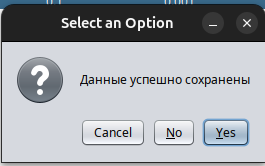 Select an Option
Данные успешно сохранены
Cancel No Yes